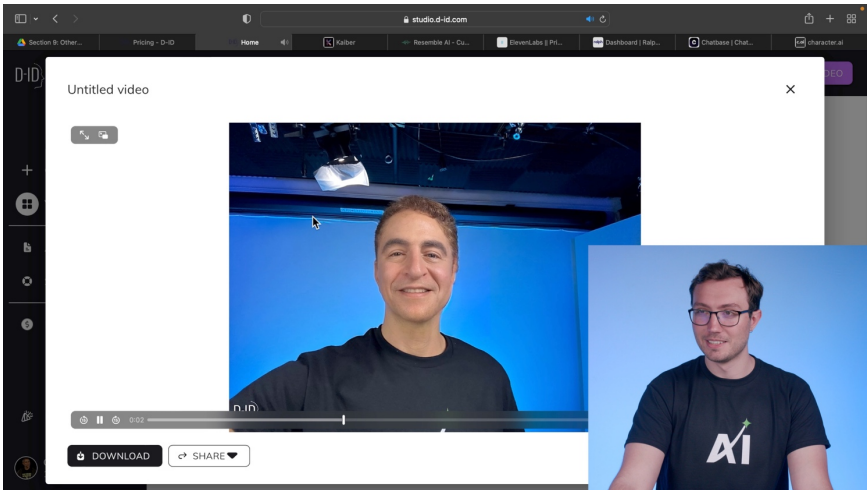 studio.d-id.com
Section 9: Other...
Pricing - D-ID
Home
Kaiber
Resemble AI - Cu...
ElevenLabs || Pri...
Dashboard | Ralp...
Chatbase | Chat...
character.ai
D-ID
DEO
Untitled video
D-ID
0:02
DOWNLOAD
SHARE
AI